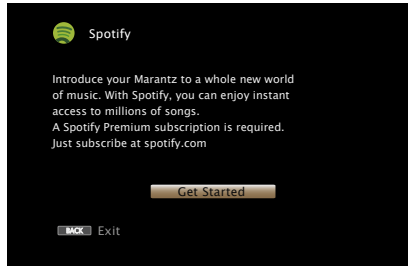 Spotify
Introduce your Marantz to a whole new world
of music. With Spotify, you can enjoy instant
access to millions of songs.
A Spotify Premium subscription is required.
Just subscribe at spotify.com
Get Started
BACK Exit